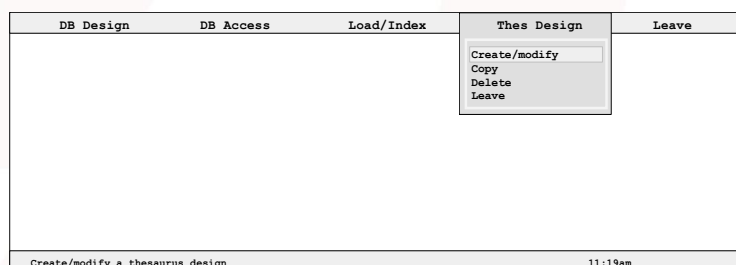 DB Design DB Access Load/Index Thes Design Leave
Create/modify
Copy
Delete
Leave
Create/modify a thesaurus design 11:19am